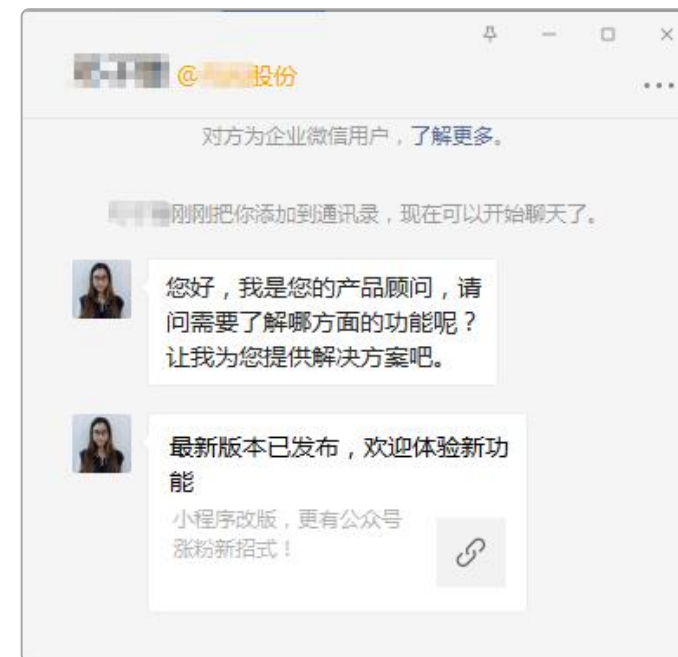 @ 股份
对方为企业微信用户，了解更多。
刚刚把你添加到通讯录，现在可以开始聊天了。
您好，我是您的产品顾问，请
问需要了解哪方面的功能呢？
让我为您提供解决方案吧。
最新版本已发布，欢迎体验新功
能
小程序改版，更有公众号
涨粉新招式！